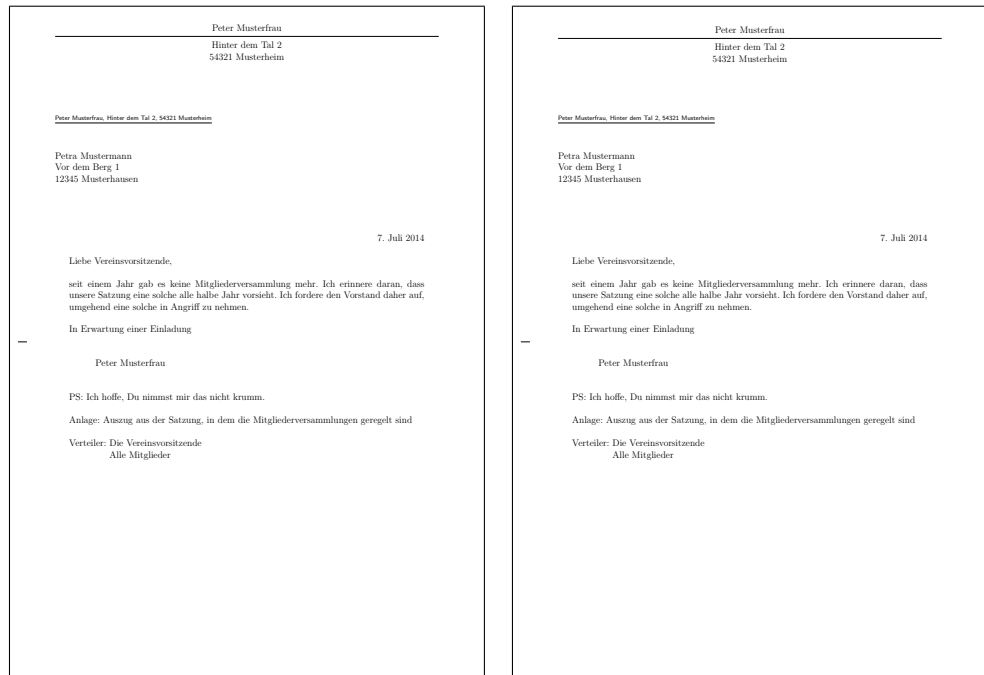 Peter Musterfrau
Hinter dem Tal 2
54321 Musterheim
Peter Musterfrau, Hinter dem Tal 2, 54321 Musterheim
Petra Mustermann
Vor dem Berg 1
12345 Musterhausen
7. Juli 2014
Liebe Vereinsvorsitzende,
seit einem Jahr gab es keine Mitgliederversammlung mehr. Ich erinnere daran, dass
unsere Satzung eine solche alle halbe Jahr vorsieht. Ich fordere den Vorstand daher auf,
umgehend eine solche in Angriff zu nehmen.
In Erwartung einer Einladung
Peter Musterfrau
PS: Ich hoffe, Du nimmst mir das nicht krumm.
Anlage: Auszug aus der Satzung, in dem die Mitgliederversammlungen geregelt sind
Verteiler: Die Vereinsvorsitzende
Alle Mitglieder
Peter Musterfrau
Hinter dem Tal 2
54321 Musterheim
Peter Musterfrau, Hinter dem Tal 2, 54321 Musterheim
Petra Mustermann
Vor dem Berg 1
12345 Musterhausen
7. Juli 2014
Liebe Vereinsvorsitzende,
seit einem Jahr gab es keine Mitgliederversammlung mehr. Ich erinnere daran, dass
unsere Satzung eine solche alle halbe Jahr vorsieht. Ich fordere den Vorstand daher auf,
umgehend eine solche in Angriff zu nehmen.
In Erwartung einer Einladung
Peter Musterfrau
PS: Ich hoffe, Du nimmst mir das nicht krumm.
Anlage: Auszug aus der Satzung, in dem die Mitgliederversammlungen geregelt sind
Verteiler: Die Vereinsvorsitzende
Alle Mitglieder